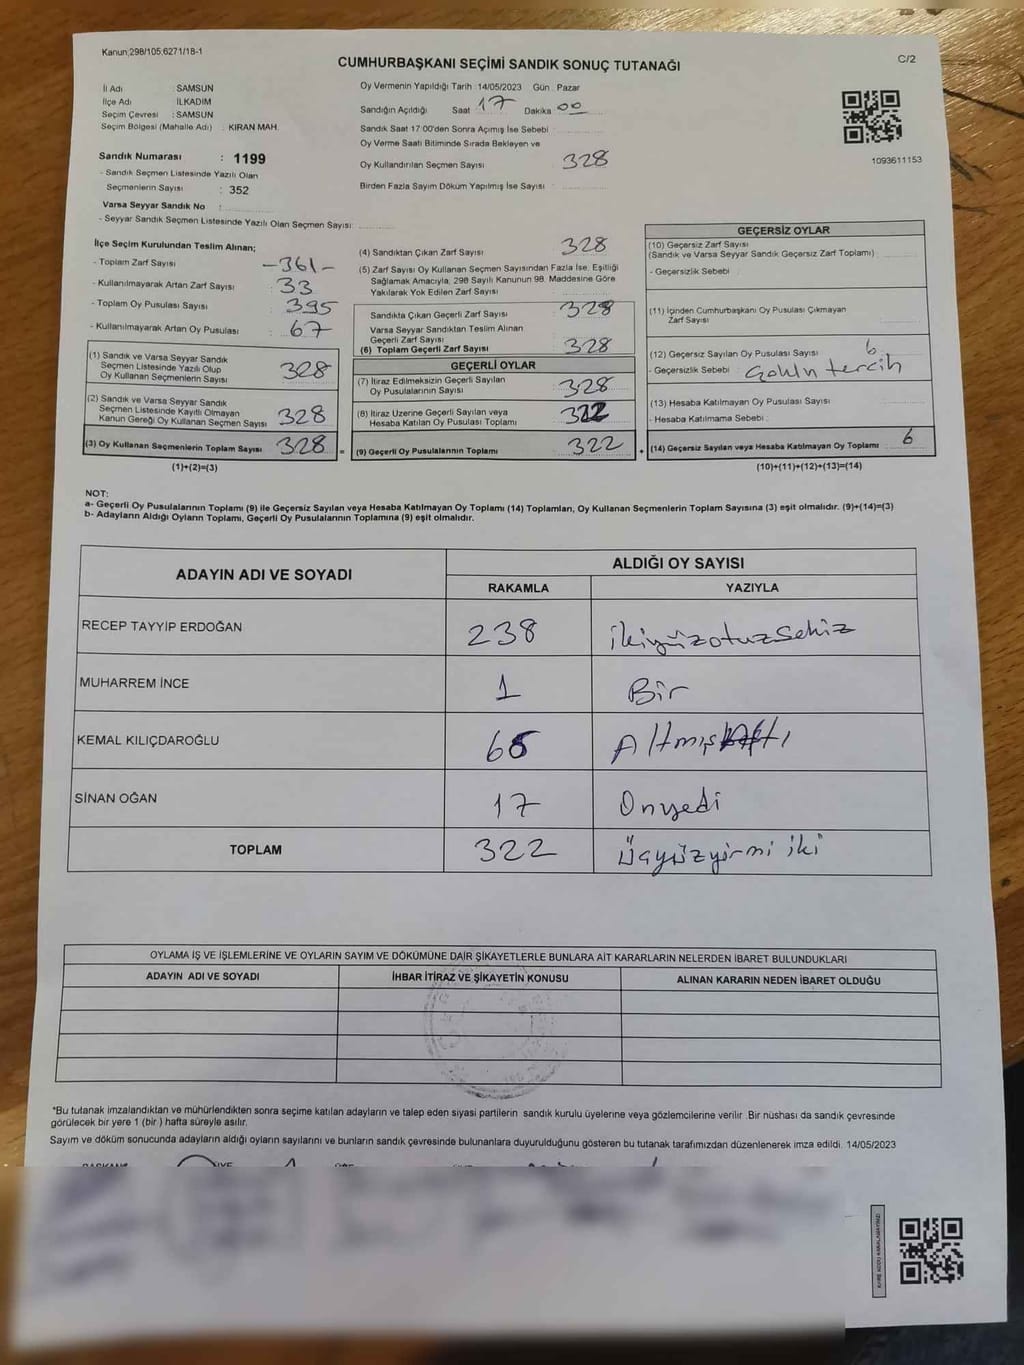 Kanun;298/105;6271/18-1
C/2
CUMHURBAŞKANI SEÇİMİ SANDIK SONUÇ TUTANAĞI
İl Adı : SAMSUN
İlçe Adı İLKADIM
Seçim Çevresi : SAMSUN
Seçim Bölgesi (Mahalle Adı) : KIRAN MAH.
Sandık Numarası : 1199
- Sandık Seçmen Listesinde Yazılı Olan
Seçmenlerin Sayısı : 352
Varsa Seyyar Sandık No :
- Seyyar Sandık Seçmen Listesinde Yazılı Olan Seçmen Sayısı:
Oy Vermenin Yapıldığı Tarih :14/05/2023 Gün : Pazar
Sandığın Açıldığı Saat 17 Dakika 00
Sandık Saat 17:00'den Sonra Açımış İse Sebebi
Oy Verme Saati Bitiminde Sırada Bekleyen ve
Oy Kullandırılan Seçmen Sayısı 328
Birden Fazla Sayım Döküm Yapılmış İse Sayısı
1093611153
İlçe Seçim Kurulundan Teslim Alınan;
- Toplam Zarf Sayısı -361-
- Kullanılmayarak Artan Zarf Sayısı : 33
- Toplam Oy Pusulası Sayısı : 395
- Kullanılmayarak Artan Oy Pusulası : 67
(1) Sandık ve Varsa Seyyar Sandık
Seçmen Listesinde Yazılı Olup
Oy Kullanan Seçmenlerin Sayısı 328
(2) Sandık ve Varsa Seyyar Sandık
Seçmen Listesinde Kayıtlı Olmayan
Kanun Gereği Oy Kullanan Seçmen Sayısı 328
(3) Oy Kullanan Seçmenlerin Toplam Sayısı 328
(1)+(2)=(3)
(4) Sandıktan Çıkan Zarf Sayısı : 328
(5) Zarf Sayısı Oy Kullanan Seçmen Sayısından Fazla İse, Eşitliği
Sağlamak Amacıyla, 298 Sayılı Kanunun 98. Maddesine Göre
Yakılarak Yok Edilen Zarf Sayısı
Sandıkta Çıkan Geçerli Zarf Sayısı : 328
Varsa Seyyar Sandıktan Teslim Alınan
Geçerli Zarf Sayısı
(6) Toplam Geçerli Zarf Sayısı 328
GEÇERLİ OYLAR
(7) İtiraz Edilmeksizin Geçerli Sayılan
Oy Pusulalarının Sayısı : 328
(8) İtiraz Üzerine Geçerli Sayılan veya
Hesaba Katılan Oy Pusulası Toplamı : 322
= (9) Geçerli Oy Pusulalarının Toplamı : 322 +
GEÇERSİZ OYLAR
(10) Geçersiz Zarf Sayısı
(Sandık ve Varsa Seyyar Sandık Geçersiz Zarf Toplamı)
- Geçersizlik Sebebi
(11) İçinden Cumhurbaşkanı Oy Pusulası Çıkmayan
Zarf Sayısı
(12) Geçersiz Sayılan Oy Pusulası Sayısı 6
- Geçersizlik Sebebi : Çoklu tercih
(13) Hesaba Katılmayan Oy Pusulası Sayısı
- Hesaba Katılmama Sebebi :
(14) Geçersiz Sayılan veya Hesaba Katılmayan Oy Toplamı 6
(10)+(11)+(12)+(13)=(14)
NOT:
a- Geçerli Oy Pusulalarının Toplamı (9) ile Geçersiz Sayılan veya Hesaba Katılmayan Oy Toplamı (14) Toplamları, Oy Kullanan Seçmenlerin Toplam Sayısına (3) eşit olmalıdır. (9)+(14)=(3)
b- Adayların Aldığı Oyların Toplamı, Geçerli Oy Pusulalarının Toplamına (9) eşit olmalıdır.
ADAYIN ADI VE SOYADI ALDIĞI OY SAYISI
RAKAMLA YAZIYLA
RECEP TAYYİP ERDOĞAN 238 ikiyüzotuzsekiz
MUHARREM İNCE 1 Bir
KEMAL KILIÇDAROĞLU 66 Altmış
SİNAN OĞAN 17 Onyedi
TOPLAM 322 Üçyüzyirmi iki
OYLAMA İŞ VE İŞLEMLERİNE VE OYLARIN SAYIM VE DÖKÜMÜNE DAİR ŞİKAYETLERLE BUNLARA AİT KARARLARIN NELERDEN İBARET BULUNDUKLARI
ADAYIN ADI VE SOYADI İHBAR İTİRAZ VE ŞİKAYETİN KONUSU ALINAN KARARIN NEDEN İBARET OLDUĞU
*Bu tutanak imzalandıktan ve mühürlendikten sonra seçime katılan adayların ve talep eden siyasi partilerin sandık kurulu üyelerine veya gözlemcilerine verilir. Bir nüshası da sandık çevresinde
görülecek bir yere 1 (bir ) hafta süreyle asılır.
Sayım ve döküm sonucunda adayların aldığı oyların sayılarını ve bunların sandık çevresinde bulunanlara duyurulduğunu gösteren bu tutanak tarafımızdan düzenlenerek imza edildi. 14/05/2023